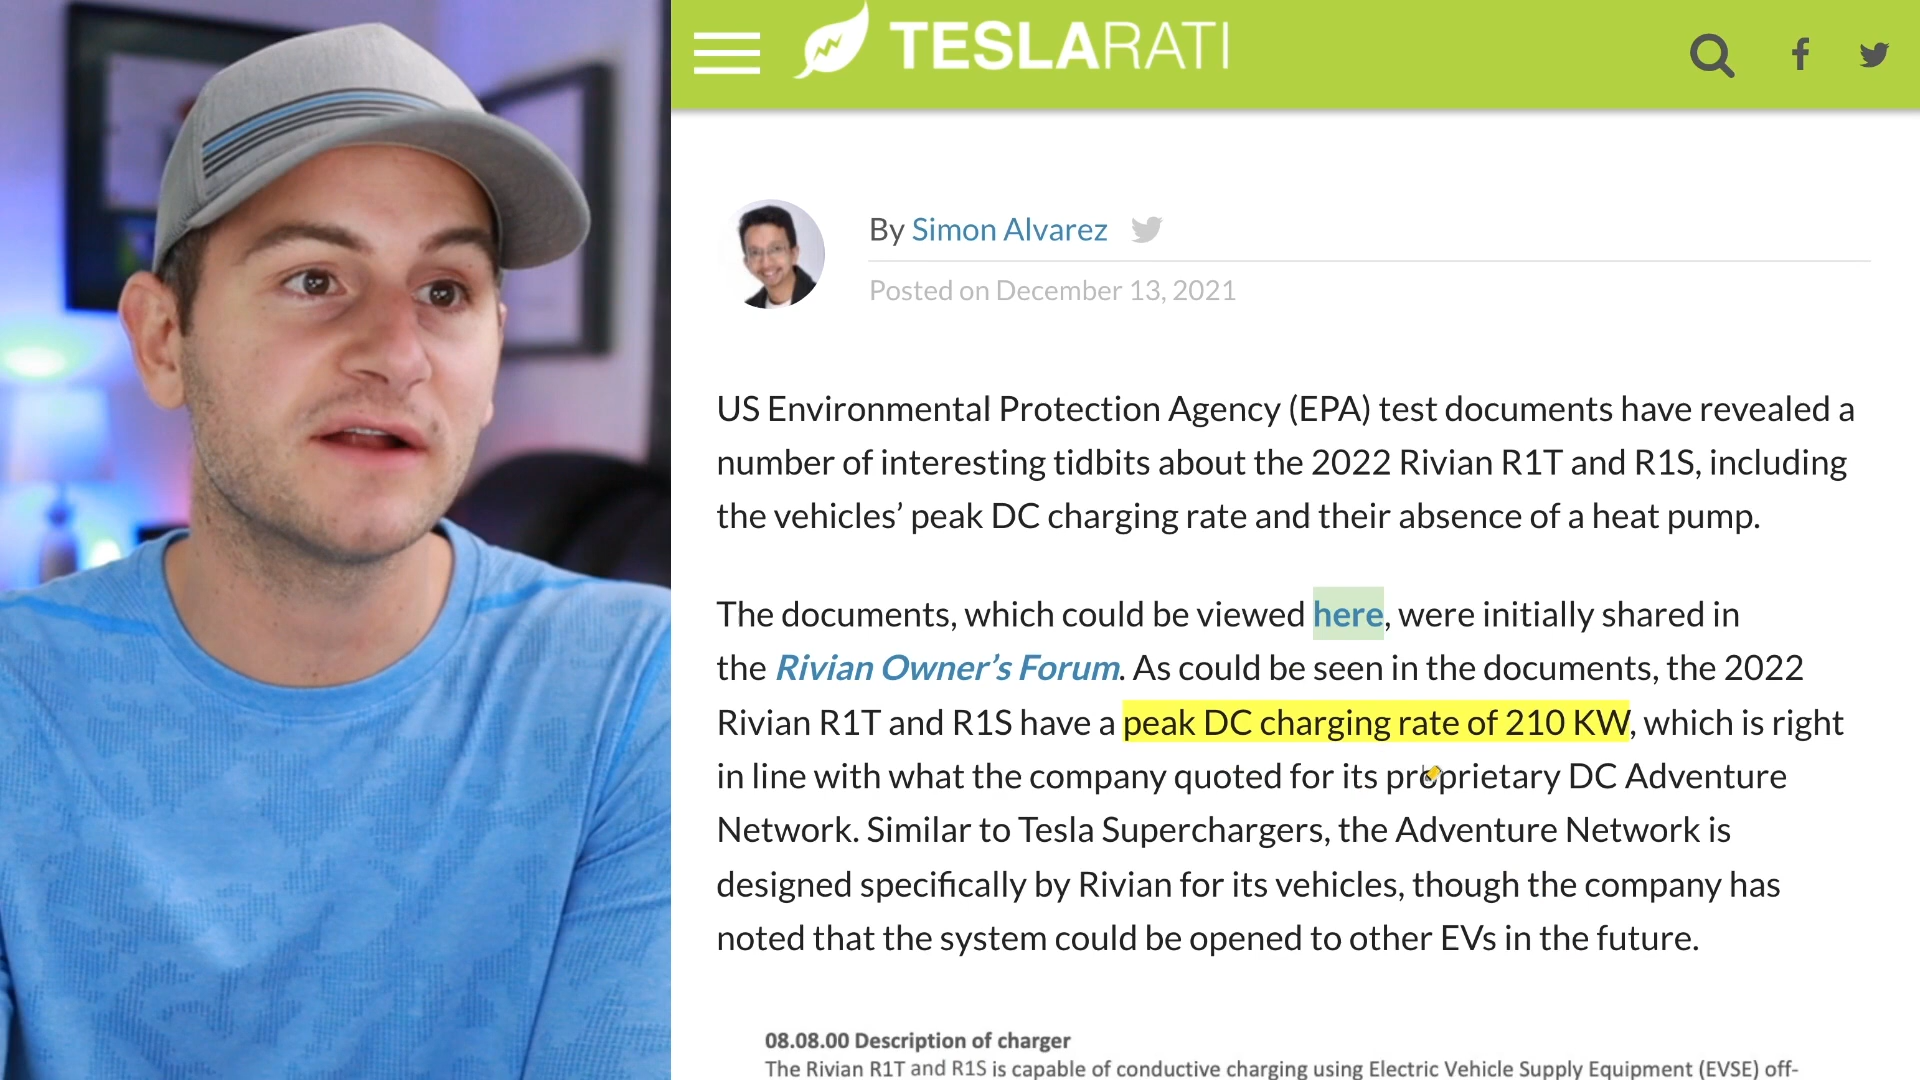 TESLARATI
By Simon Alvarez
Posted on December 13, 2021
US Environmental Protection Agency (EPA) test documents have revealed a
number of interesting tidbits about the 2022 Rivian R1T and R1S, including
the vehicles’ peak DC charging rate and their absence of a heat pump.
The documents, which could be viewed here, were initially shared in
the Rivian Owner’s Forum. As could be seen in the documents, the 2022
Rivian R1T and R1S have a peak DC charging rate of 210 KW, which is right
in line with what the company quoted for its proprietary DC Adventure
Network. Similar to Tesla Superchargers, the Adventure Network is
designed specifically by Rivian for its vehicles, though the company has
noted that the system could be opened to other EVs in the future.
08.08.00 Description of charger
The Rivian R1T and R1S is capable of conductive charging using Electric Vehicle Supply Equipment (EVSE) off-